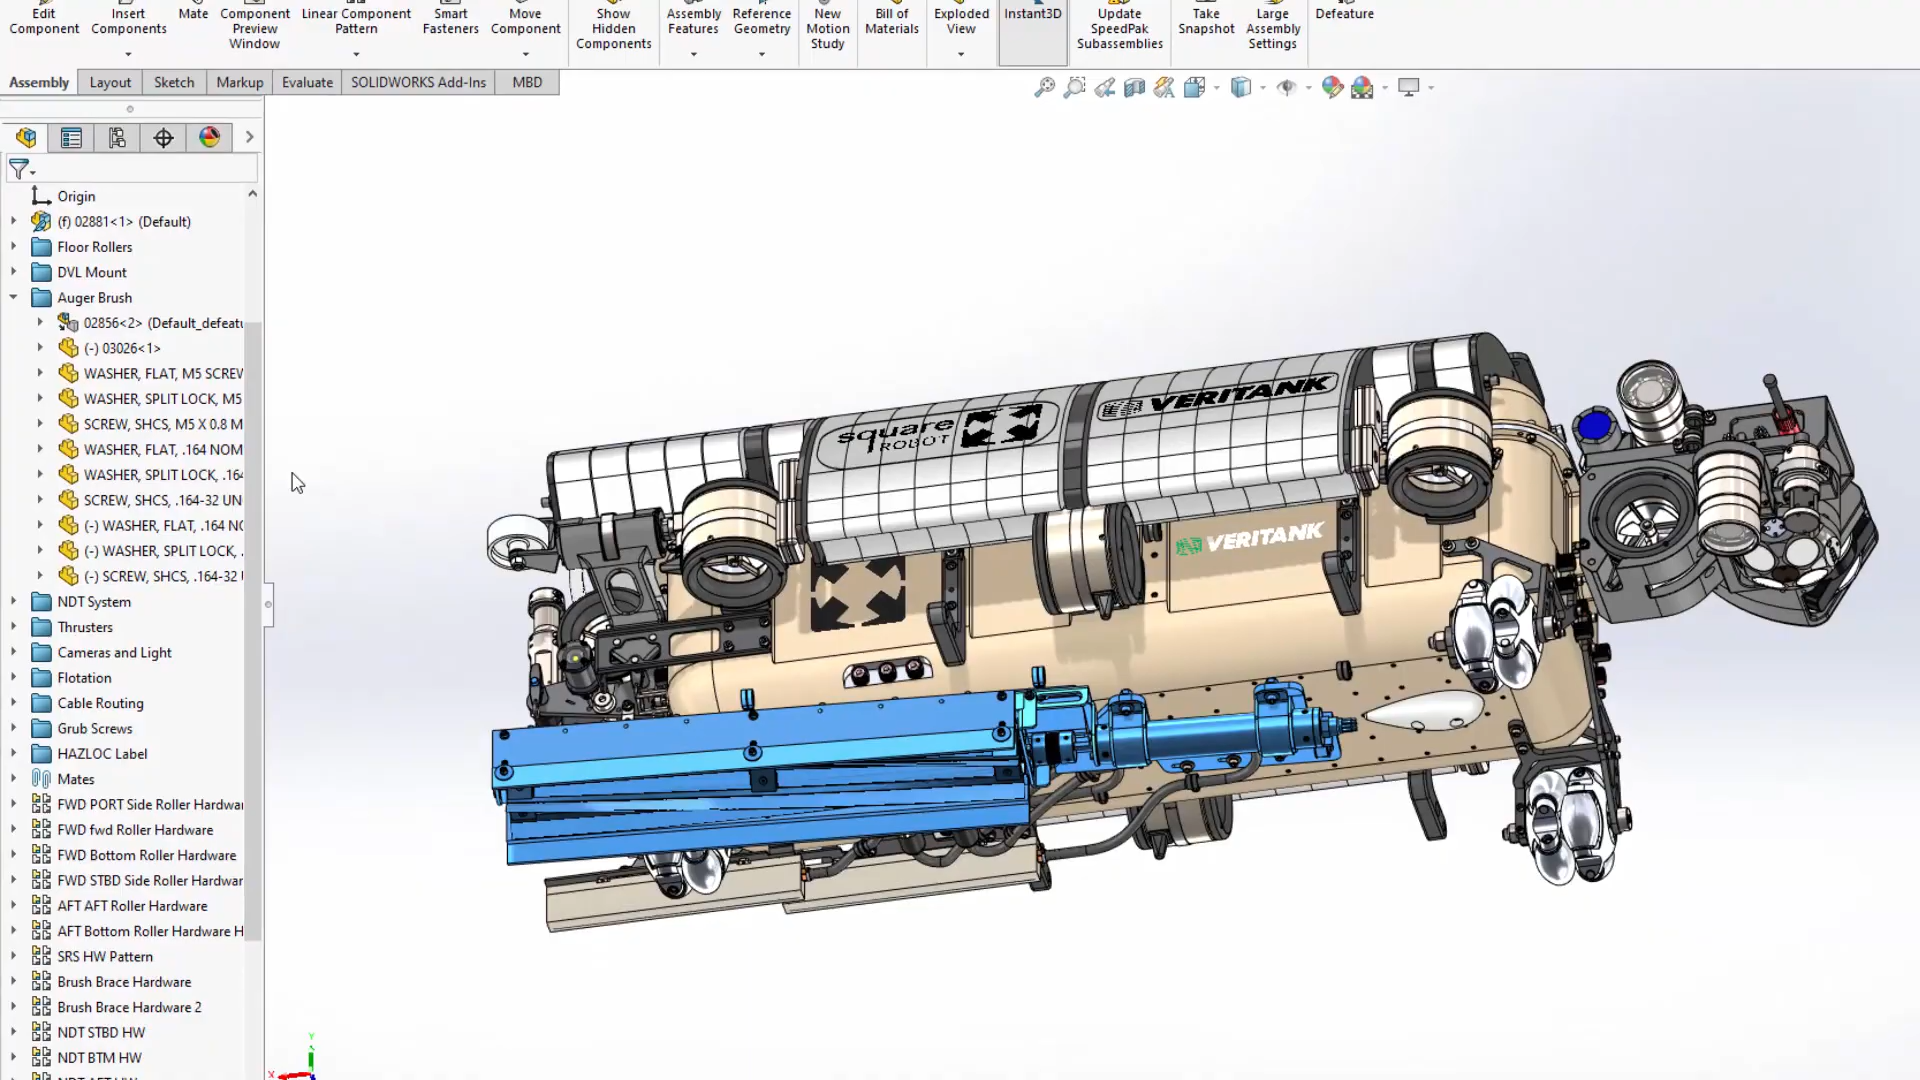 Edit
Component
Insert
Components
Mate
Component
Preview
Window
Linear Component
Pattern
Smart
Fasteners
Move
Component
Show
Hidden
Components
Assembly
Features
Reference
Geometry
New
Motion
Study
Bill of
Materials
Exploded
View
Instant3D
Update
SpeedPak
Subassemblies
Take
Snapshot
Large
Assembly
Settings
Defeature
Assembly
Layout
Sketch
Markup
Evaluate
SOLIDWORKS Add-Ins
MBD
Origin
(f) 02881<1> (Default)
Floor Rollers
DVL Mount
Auger Brush
02856<2> (Default_defeatu
(-) 03026<1>
WASHER, FLAT, M5 SCREW
WASHER, SPLIT LOCK, M5
SCREW, SHCS, M5 X 0.8 M
WASHER, FLAT, .164 NOM
WASHER, SPLIT LOCK, .164
SCREW, SHCS, .164-32 UN
(-) WASHER, FLAT, .164 NO
(-) WASHER, SPLIT LOCK, .
(-) SCREW, SHCS, .164-32 U
NDT System
Thrusters
Cameras and Light
Flotation
Cable Routing
Grub Screws
HAZLOC Label
Mates
FWD PORT Side Roller Hardwar
FWD fwd Roller Hardware
FWD Bottom Roller Hardware
FWD STBD Side Roller Hardwar
AFT AFT Roller Hardware
AFT Bottom Roller Hardware H
SRS HW Pattern
Brush Brace Hardware
Brush Brace Hardware 2
NDT STBD HW
NDT BTM HW
square
ROBOT
VERITANK
VERITANK
Y
X